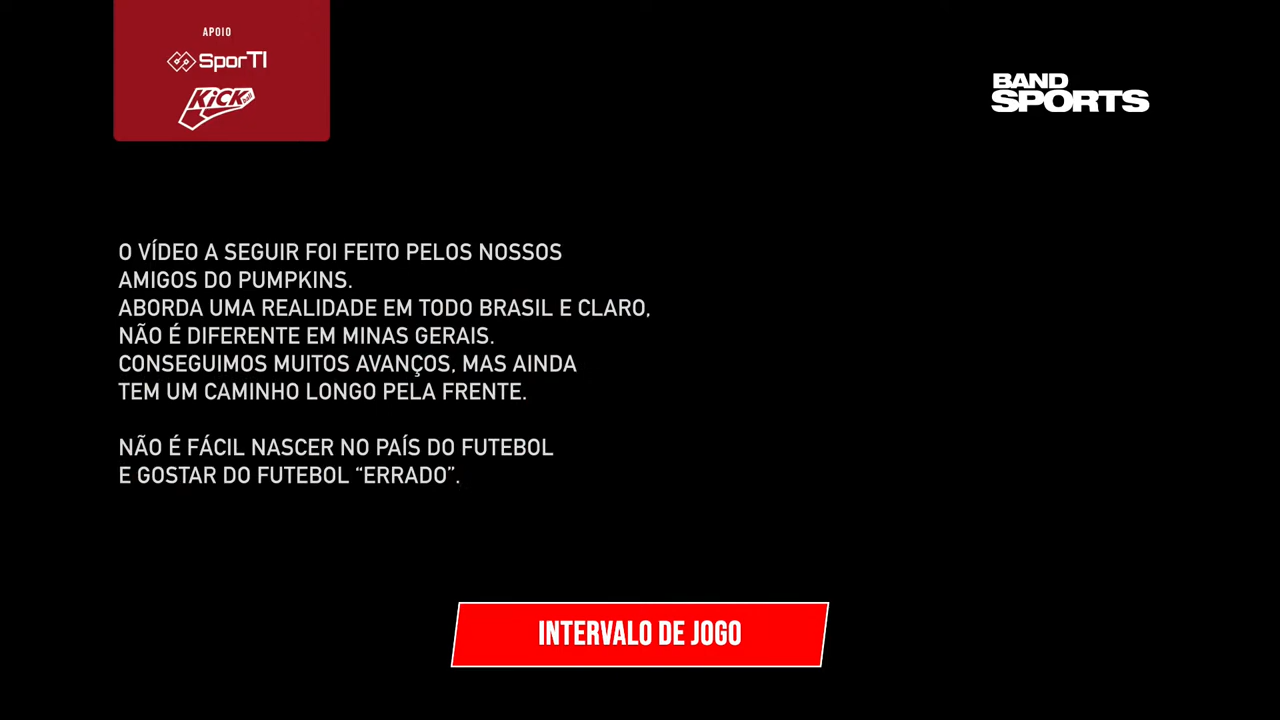 APOIO
SporTI
KiCK
BAND
SPORTS
O VÍDEO A SEGUIR FOI FEITO PELOS NOSSOS
AMIGOS DO PUMPKINS.
ABORDA UMA REALIDADE EM TODO BRASIL E CLARO,
NÃO É DIFERENTE EM MINAS GERAIS.
CONSEGUIMOS MUITOS AVANÇOS, MAS AINDA
TEM UM CAMINHO LONGO PELA FRENTE.
NÃO É FÁCIL NASCER NO PAÍS DO FUTEBOL
E GOSTAR DO FUTEBOL “ERRADO”.
INTERVALO DE JOGO